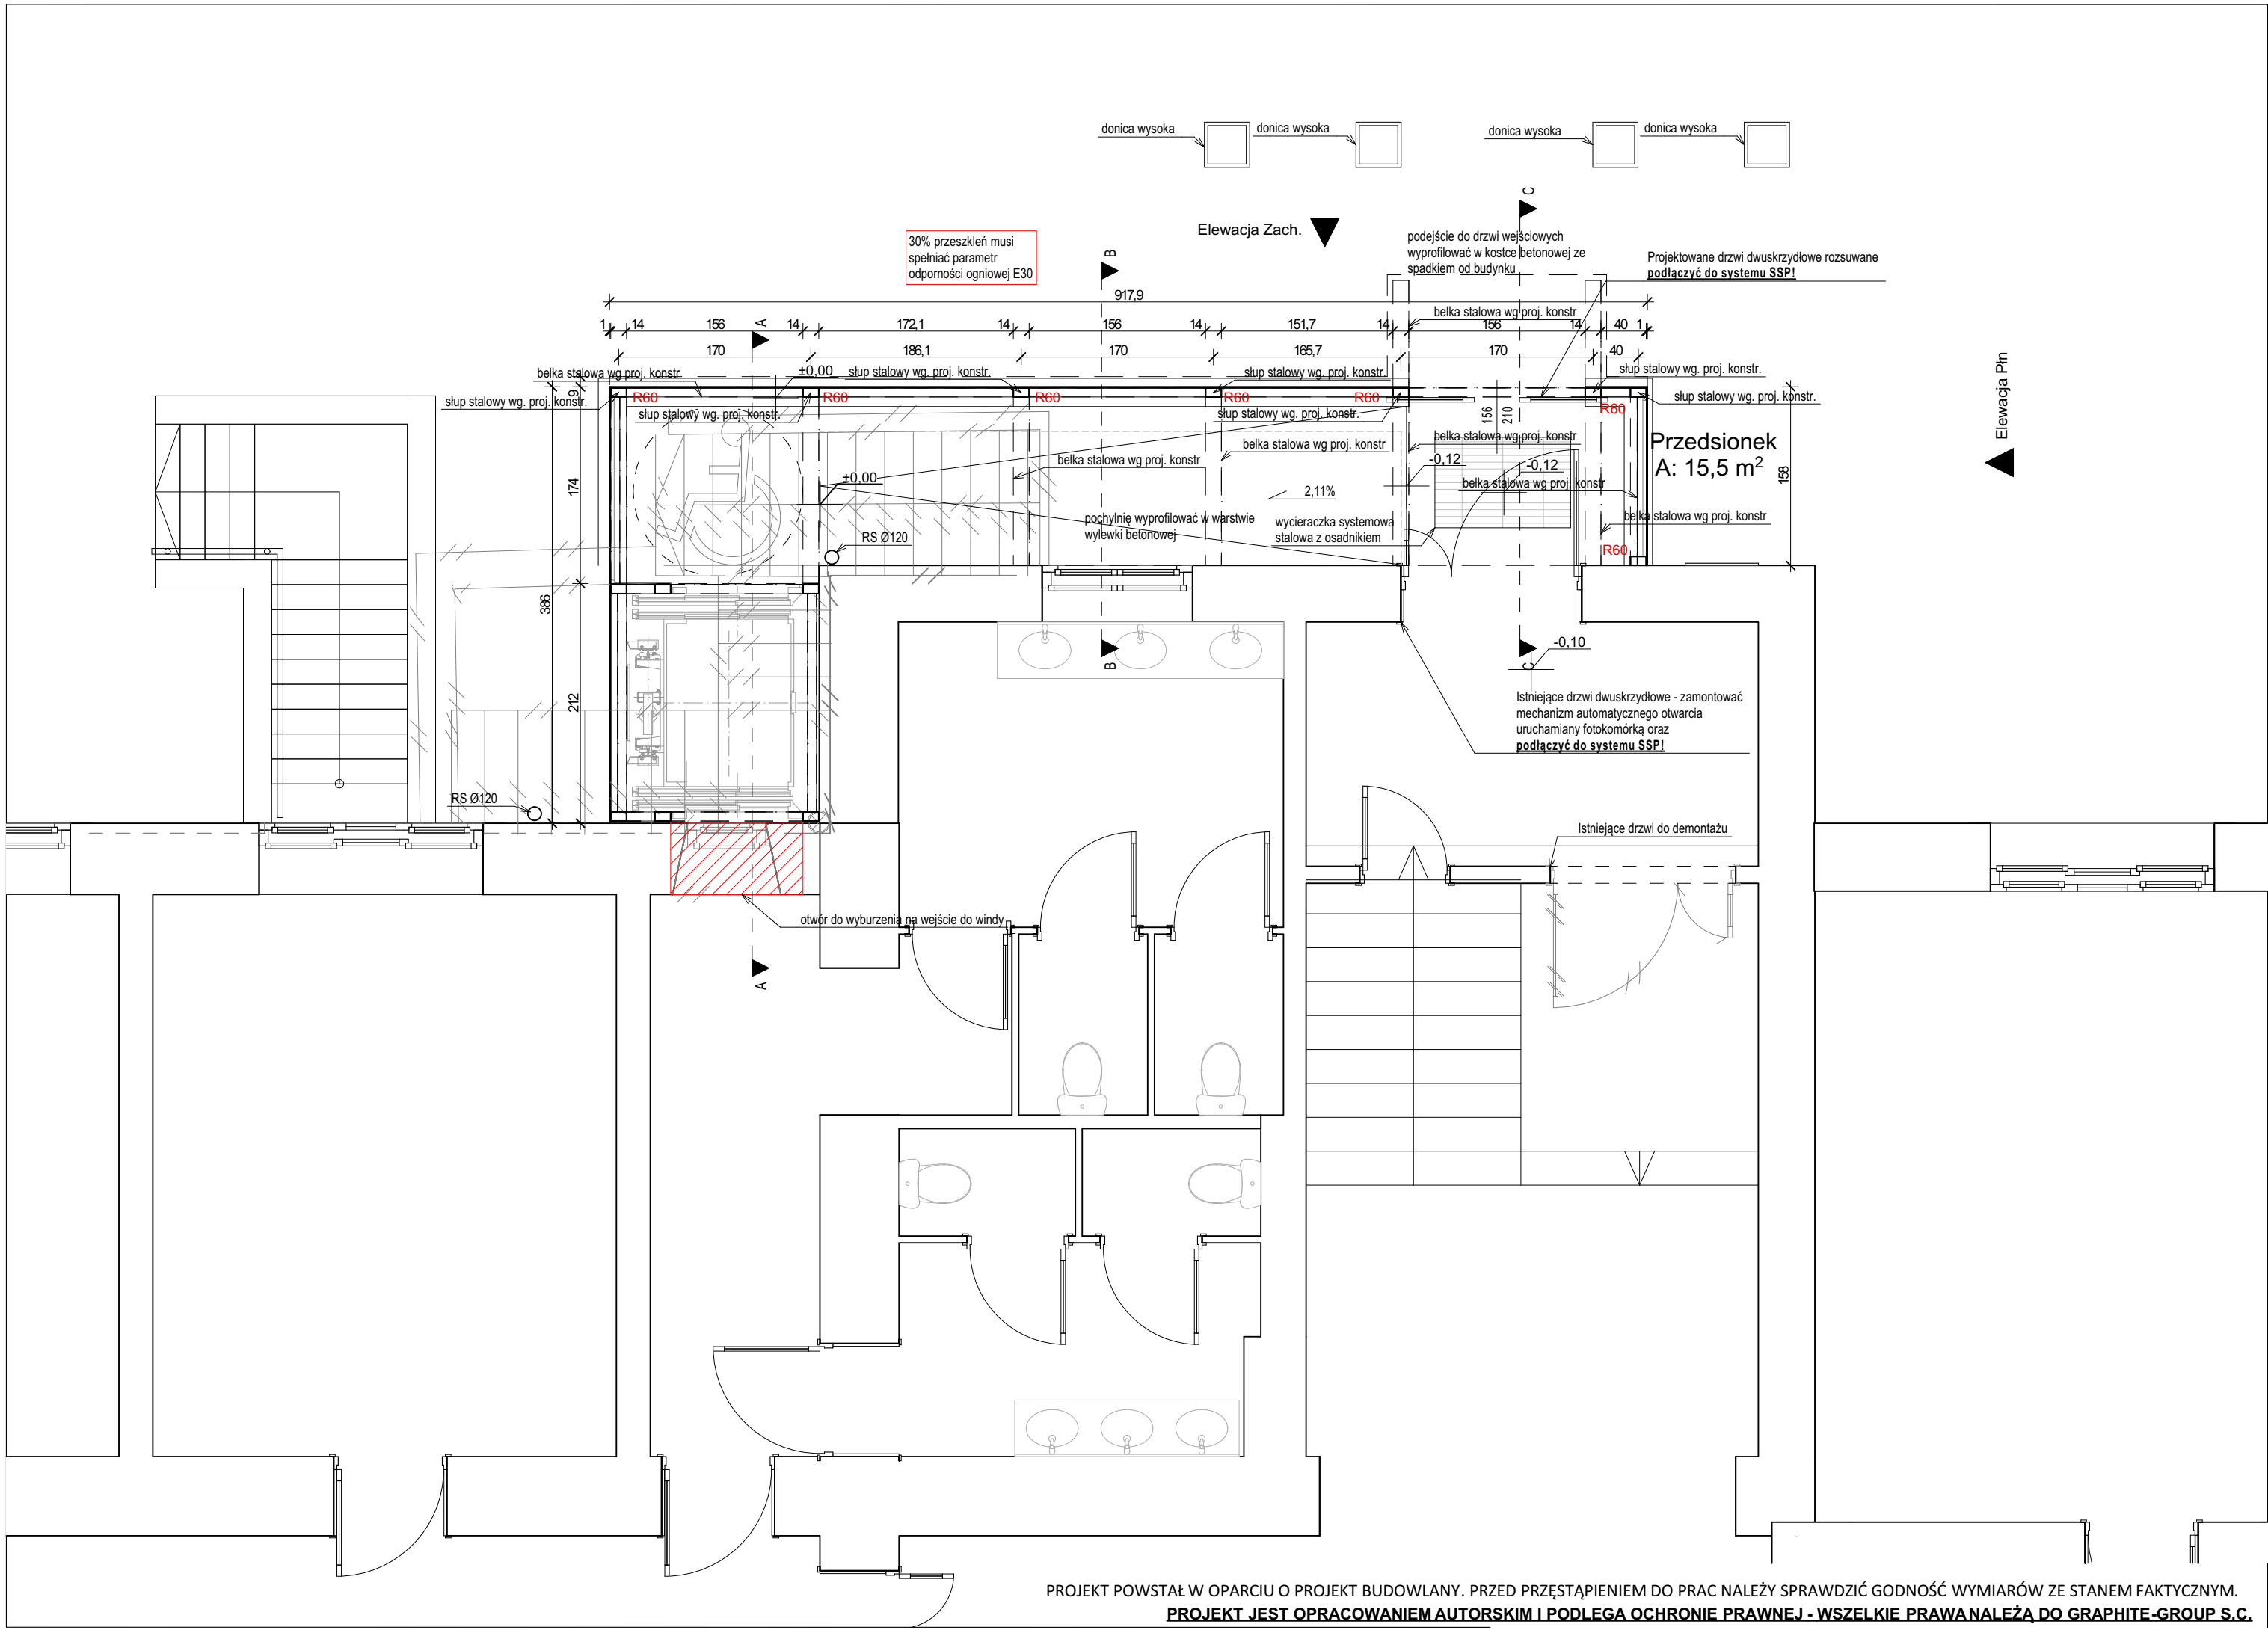 donica wysoka
donica wysoka
donica wysoka
donica wysoka
C
Elewacja Zach.
30% przeszkleń musi
spełniać parametr
odporności ogniowej E30
B
podejście do drzwi wejściowych
wyprofilować w kostce betonowej ze
spadkiem od budynku
Projektowane drzwi dwuskrzydłowe rozsuwane
podłączyć do systemu SSP!
917,9
belka stalowa wg proj. konstr
1 14 156 14 172,1 14 156 14 151,7 14 156 14 40 1
A
170 186,1 170 165,7 170 40
Elewacja Płn
belka stalowa wg proj. konstr.
±0,00
słup stalowy wg. proj. konstr.
słup stalowy wg. proj. konstr.
słup stalowy wg. proj. konstr.
9
słup stalowy wg. proj. konstr.
R60
R60
R60
R60
R60
R60
słup stalowy wg. proj. konstr.
słup stalowy wg. proj. konstr.
słup stalowy wg. proj. konstr.
156
210
belka stalowa wg proj. konstr
belka stalowa wg proj. konstr
Przedsionek
A: 15,5 m²
belka stalowa wg proj. konstr
-0,12
-0,12
158
174
±0,00
belka stalowa wg proj. konstr
2,11%
pochylnię wyprofilować w warstwie
wylewki betonowej
wycieraczka systemowa
stalowa z osadnikiem
belka stalowa wg proj. konstr
RS Ø120
R60
386
212
B
C
-0,10
Istniejące drzwi dwuskrzydłowe - zamontować
mechanizm automatycznego otwarcia
uruchamiany fotokomórką oraz
podłączyć do systemu SSP!
RS Ø120
Istniejące drzwi do demontażu
otwór do wyburzenia na wejście do windy
A
PROJEKT POWSTAŁ W OPARCIU O PROJEKT BUDOWLANY. PRZED PRZĘSTĄPIENIEM DO PRAC NALEŻY SPRAWDZIĆ GODNOŚĆ WYMIARÓW ZE STANEM FAKTYCZNYM.
PROJEKT JEST OPRACOWANIEM AUTORSKIM I PODLEGA OCHRONIE PRAWNEJ - WSZELKIE PRAWA NALEŻĄ DO GRAPHITE-GROUP S.C.